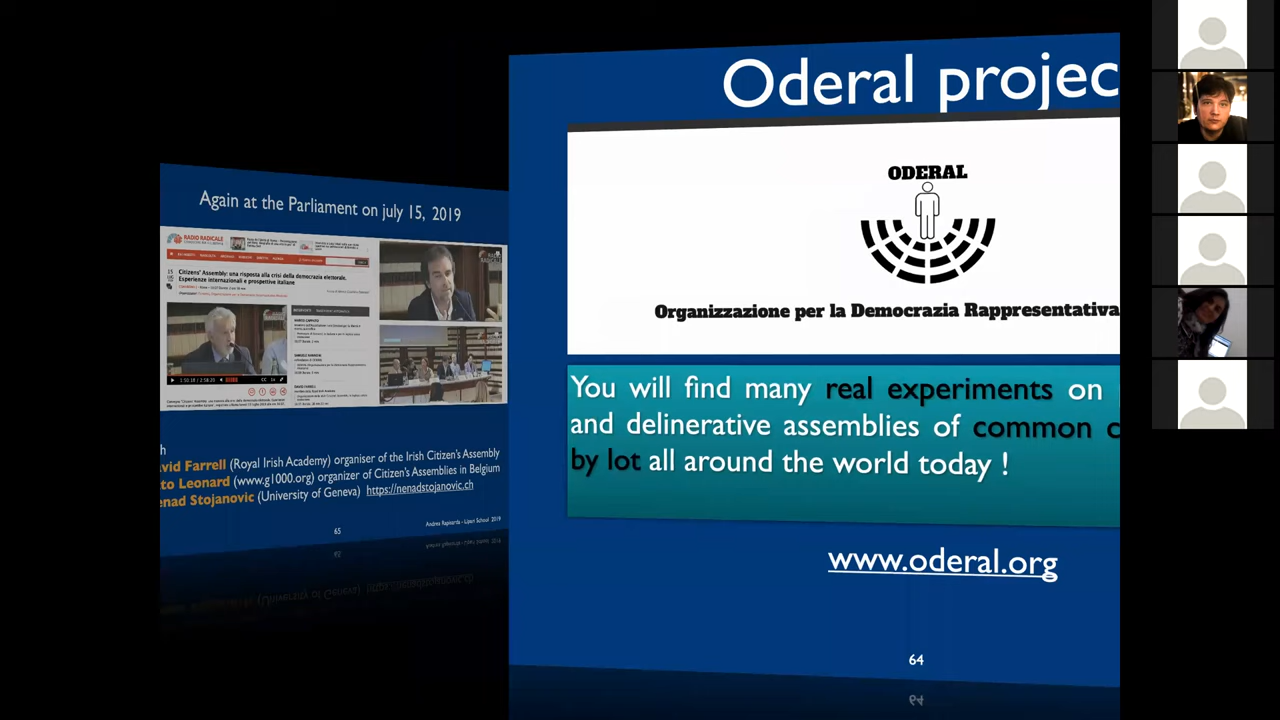 Oderal projec
ODERAL
Organizzazione per la Democrazia Rappresentativa
You will find many real experiments on
and delinerative assemblies of common c
by lot all around the world today !
www.oderal.org
64
Again at the Parliament on july 15, 2019
RADIO RADICALE
Citizens' Assembly: una risposta alla crisi della democrazia elettorale.
Esperienze internazionali e prospettive italiane
h
avid Farrell (Royal Irish Academy) organiser of the Irish Citizen's Assembly
to Leonard (www.g1000.org) organizer of Citizen's Assemblies in Belgium
enad Stojanovic (University of Geneva) https://nenadstojanovic.ch
65
Andrea Rapisarda - Lipari School 2019